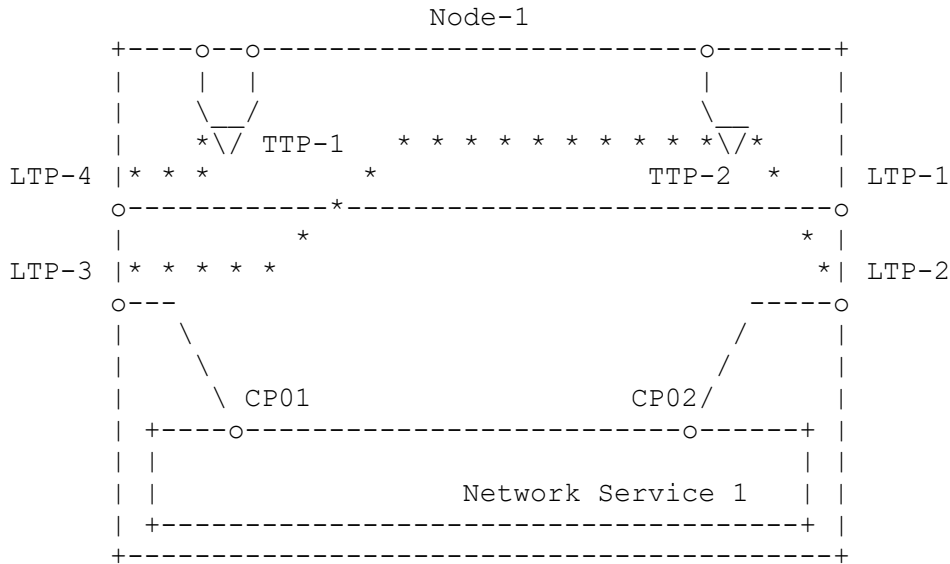 Node-1
TTP-1
LTP-4 TTP-2 LTP-1
LTP-3 LTP-2
CP01 CP02
Network Service 1